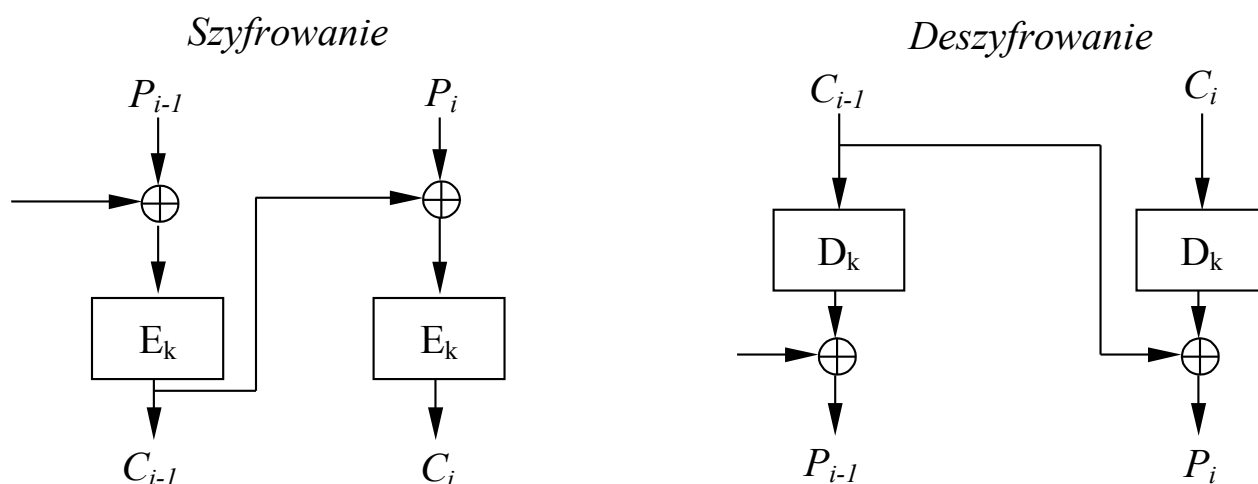 Szyfrowanie
P_{i-1} P_i
E_k E_k
C_{i-1} C_i
Deszyfrowanie
C_{i-1} C_i
D_k D_k
P_{i-1} P_i